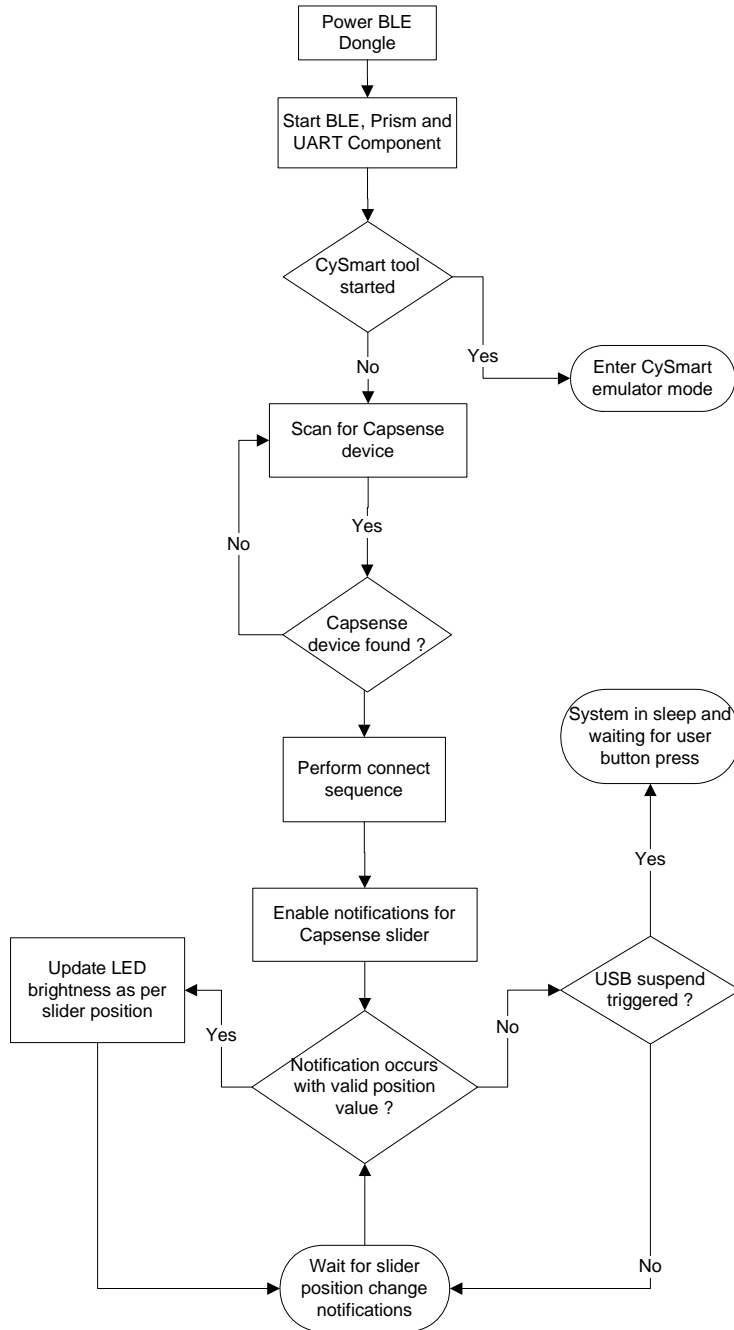 Power BLE
Dongle
Start BLE, Prism and
UART Component
CySmart tool
started
Yes
No
Enter CySmart
emulator mode
Scan for Capsense
device
Yes
No
Capsense
device found ?
System in sleep and
waiting for user
button press
Perform connect
sequence
Yes
Enable notifications for
Capsense slider
Update LED
brightness as per
slider position
USB suspend
triggered ?
Yes
No
Notification occurs
with valid position
value ?
No
Wait for slider
position change
notifications